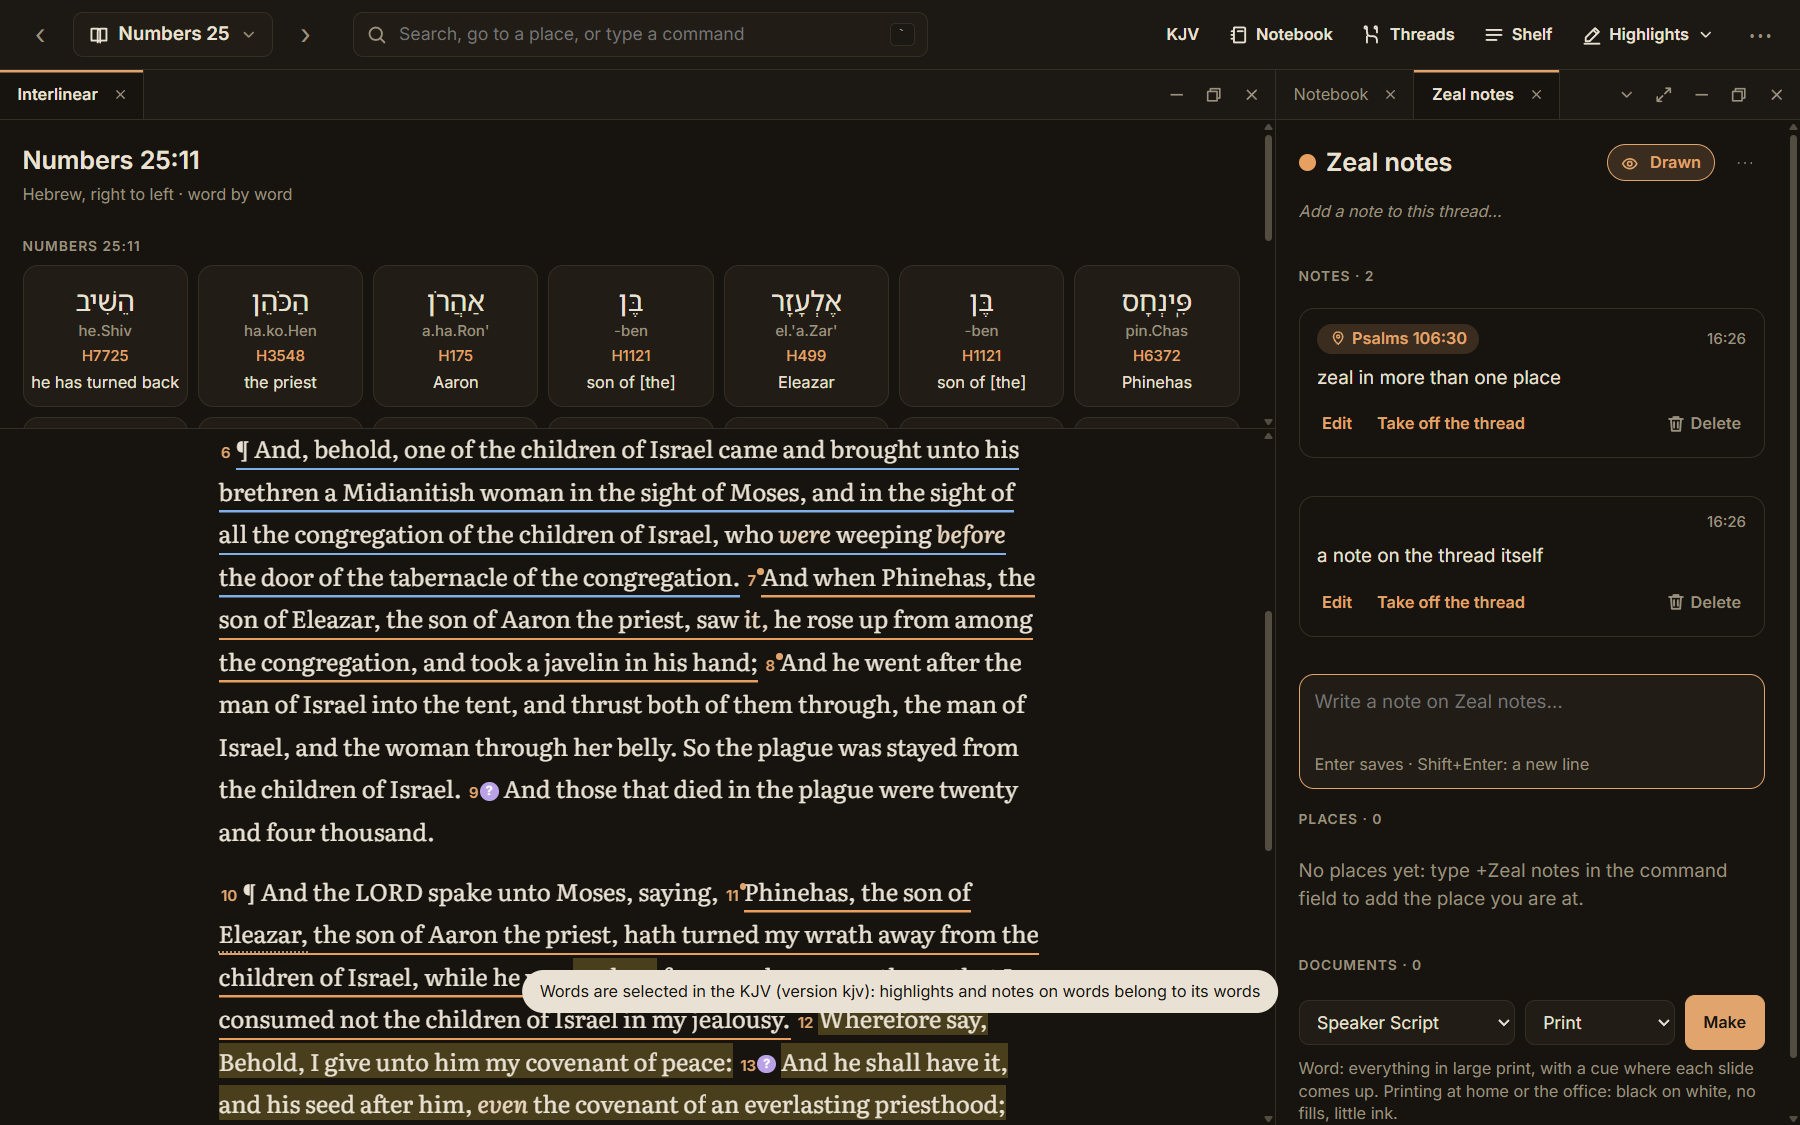 Numbers 25
Search, go to a place, or type a command
`
KJV
Notebook
Threads
Shelf
Highlights
Interlinear
Notebook
Zeal notes
Numbers 25:11
Hebrew, right to left · word by word
NUMBERS 25:11
הֵשִׁיב
he.Shiv
H7725
he has turned back
הַכֹּהֵן
ha.ko.Hen
H3548
the priest
אַהֲרֹן
a.ha.Ron'
H175
Aaron
בֶּן
-ben
H1121
son of [the]
אֶלְעָזָר
el.'a.Zar'
H499
Eleazar
בֶּן
-ben
H1121
son of [the]
פִּינְחָס
pin.Chas
H6372
Phinehas
6 ¶ And, behold, one of the children of Israel came and brought unto his
brethren a Midianitish woman in the sight of Moses, and in the sight of
all the congregation of the children of Israel, who were weeping before
the door of the tabernacle of the congregation. 7 And when Phinehas, the
son of Eleazar, the son of Aaron the priest, saw it, he rose up from among
the congregation, and took a javelin in his hand; 8 And he went after the
man of Israel into the tent, and thrust both of them through, the man of
Israel, and the woman through her belly. So the plague was stayed from
the children of Israel. 9 ? And those that died in the plague were twenty
and four thousand.
10 ¶ And the LORD spake unto Moses, saying, 11 Phinehas, the son of
Eleazar, the son of Aaron the priest, hath turned my wrath away from the
children of Israel, while he
Words are selected in the KJV (version kjv): highlights and notes on words belong to its words
consumed not the children of Israel in my jealousy. 12 Wherefore say,
Behold, I give unto him my covenant of peace: 13 ? And he shall have it,
and his seed after him, even the covenant of an everlasting priesthood;
Zeal notes
Drawn
Add a note to this thread...
NOTES · 2
Psalms 106:30
16:26
zeal in more than one place
Edit
Take off the thread
Delete
16:26
a note on the thread itself
Edit
Take off the thread
Delete
Write a note on Zeal notes...
Enter saves · Shift+Enter: a new line
PLACES · 0
No places yet: type +Zeal notes in the command
field to add the place you are at.
DOCUMENTS · 0
Speaker Script
Print
Make
Word: everything in large print, with a cue where each slide
comes up. Printing at home or the office: black on white, no
fills, little ink.